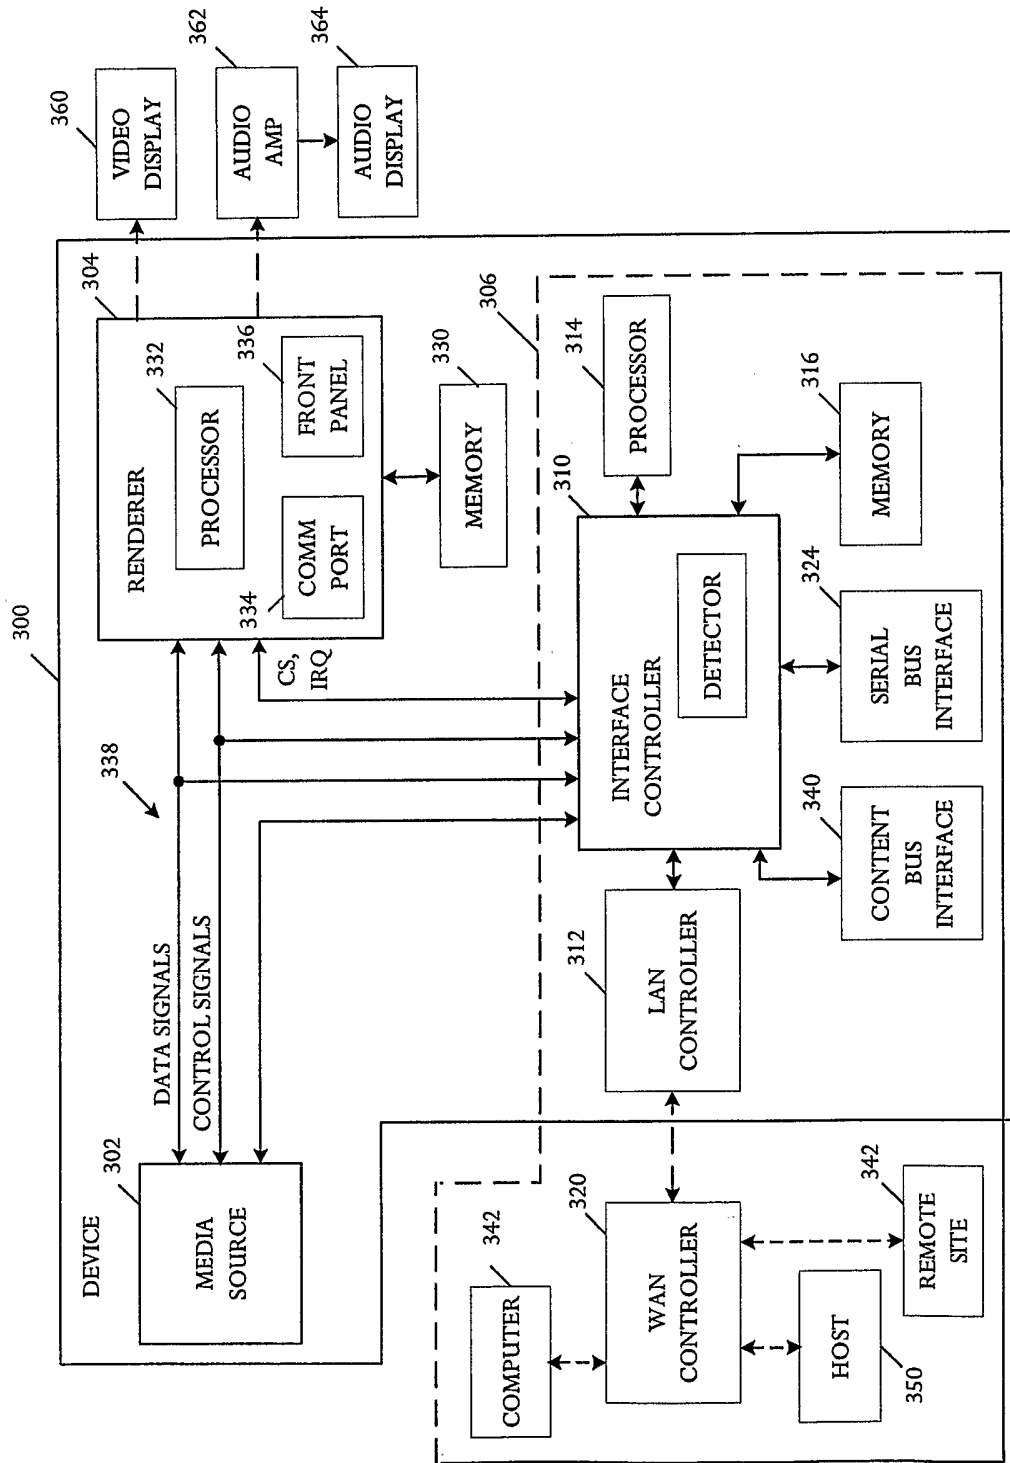 300
DEVICE
302
MEDIA
SOURCE
DATA SIGNALS
CONTROL SIGNALS
338
CS,
IRQ
304
RENDERER
332
PROCESSOR
334
COMM
PORT
336
FRONT
PANEL
330
MEMORY
360
VIDEO
DISPLAY
362
AUDIO
AMP
364
AUDIO
DISPLAY
306
310
INTERFACE
CONTROLLER
DETECTOR
314
PROCESSOR
316
MEMORY
324
SERIAL
BUS
INTERFACE
340
CONTENT
BUS
INTERFACE
312
LAN
CONTROLLER
320
WAN
CONTROLLER
342
COMPUTER
HOST
350
342
REMOTE
SITE